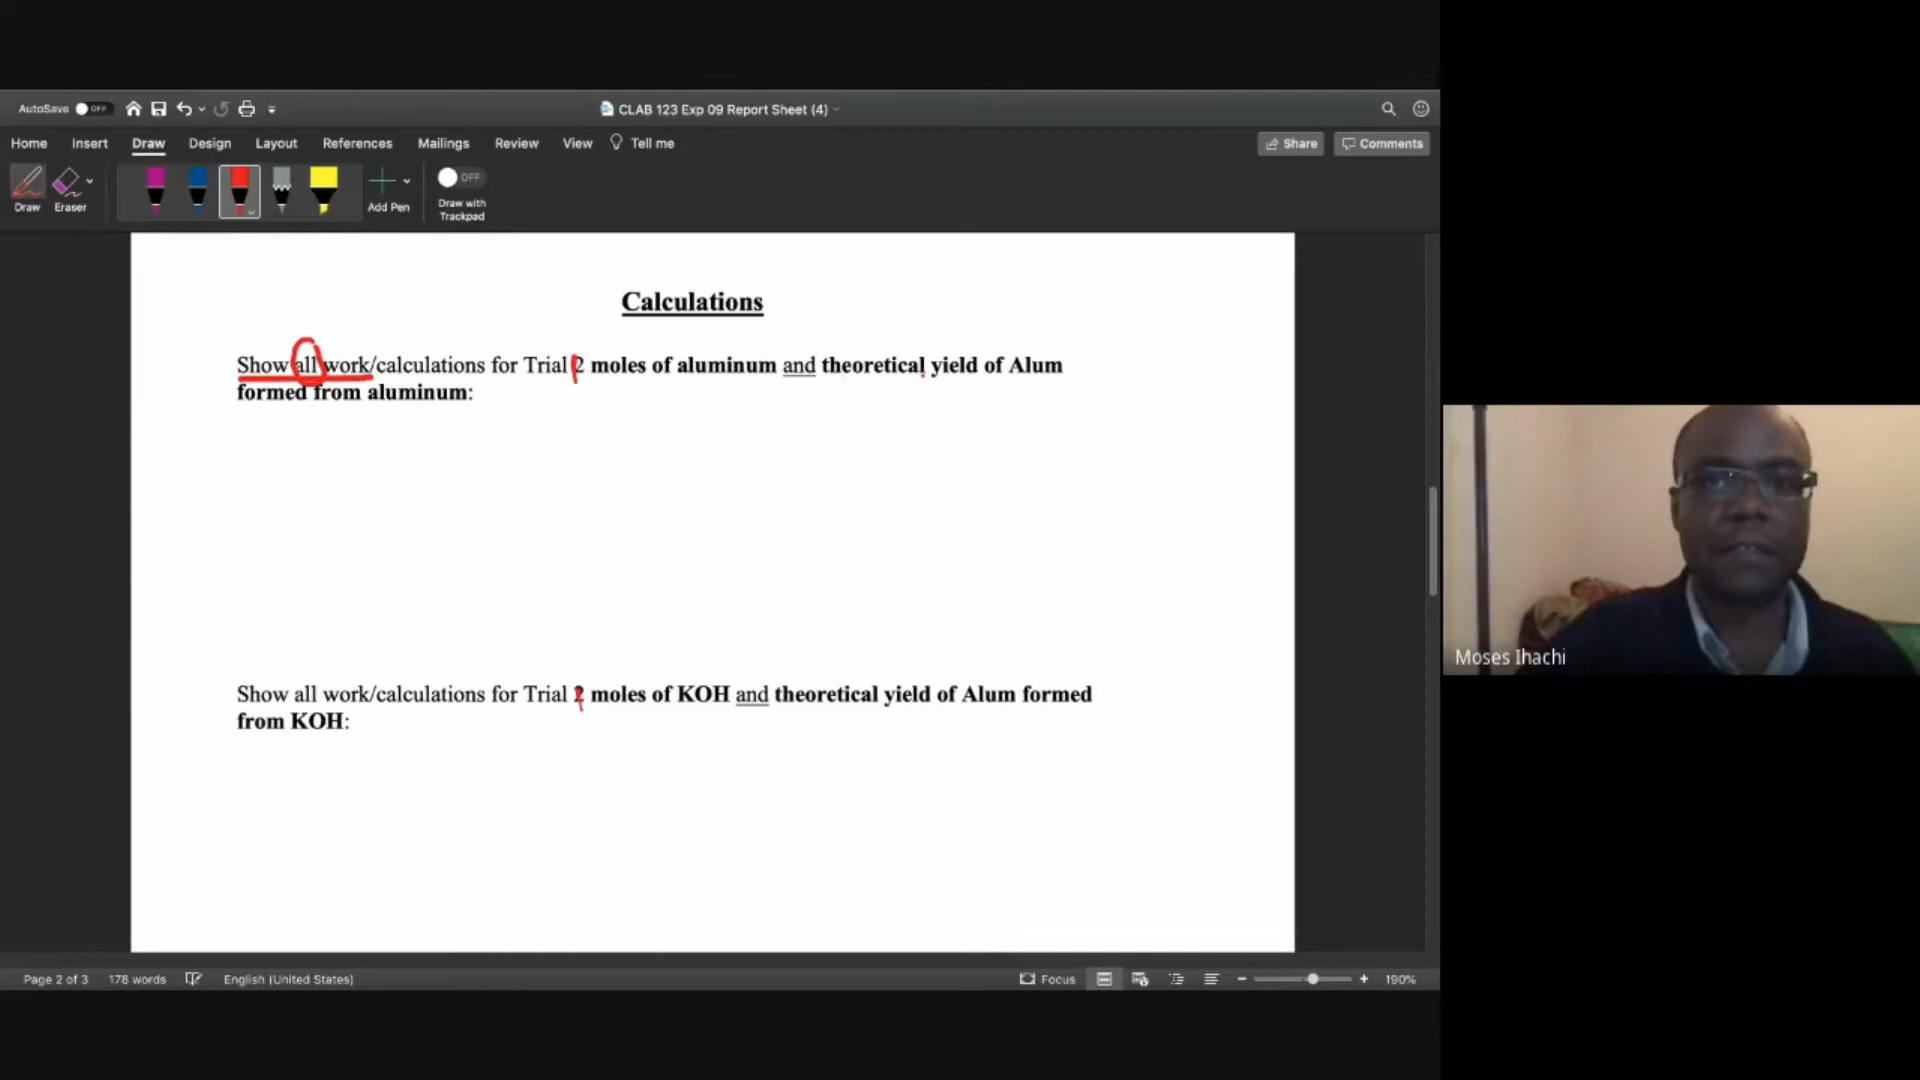 AutoSave OFF CLAB 123 Exp 09 Report Sheet (4)
Home Insert Draw Design Layout References Mailings Review View Tell me Share Comments
OFF
Draw Eraser Add Pen Draw with
Trackpad
Calculations
Show all work/calculations for Trial 2 moles of aluminum and theoretical yield of Alum
formed from aluminum:
Show all work/calculations for Trial 2 moles of KOH and theoretical yield of Alum formed
from KOH:
Moses Ihachi
Page 2 of 3 178 words English (United States) Focus 190%